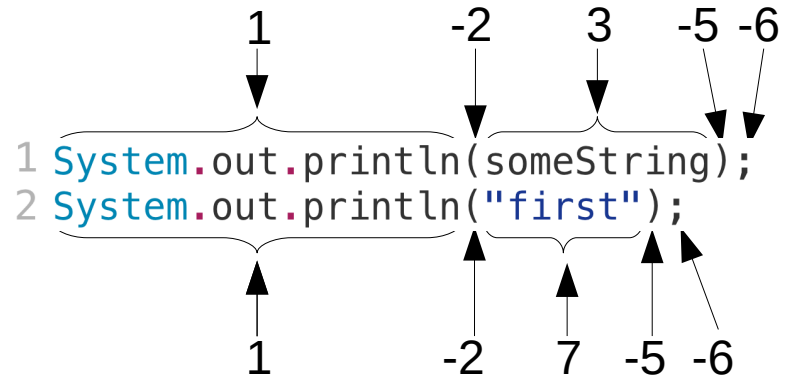 1 -2 3 -5 -6
1 System.out.println(someString);
2 System.out.println("first");
1 -2 7 -5 -6